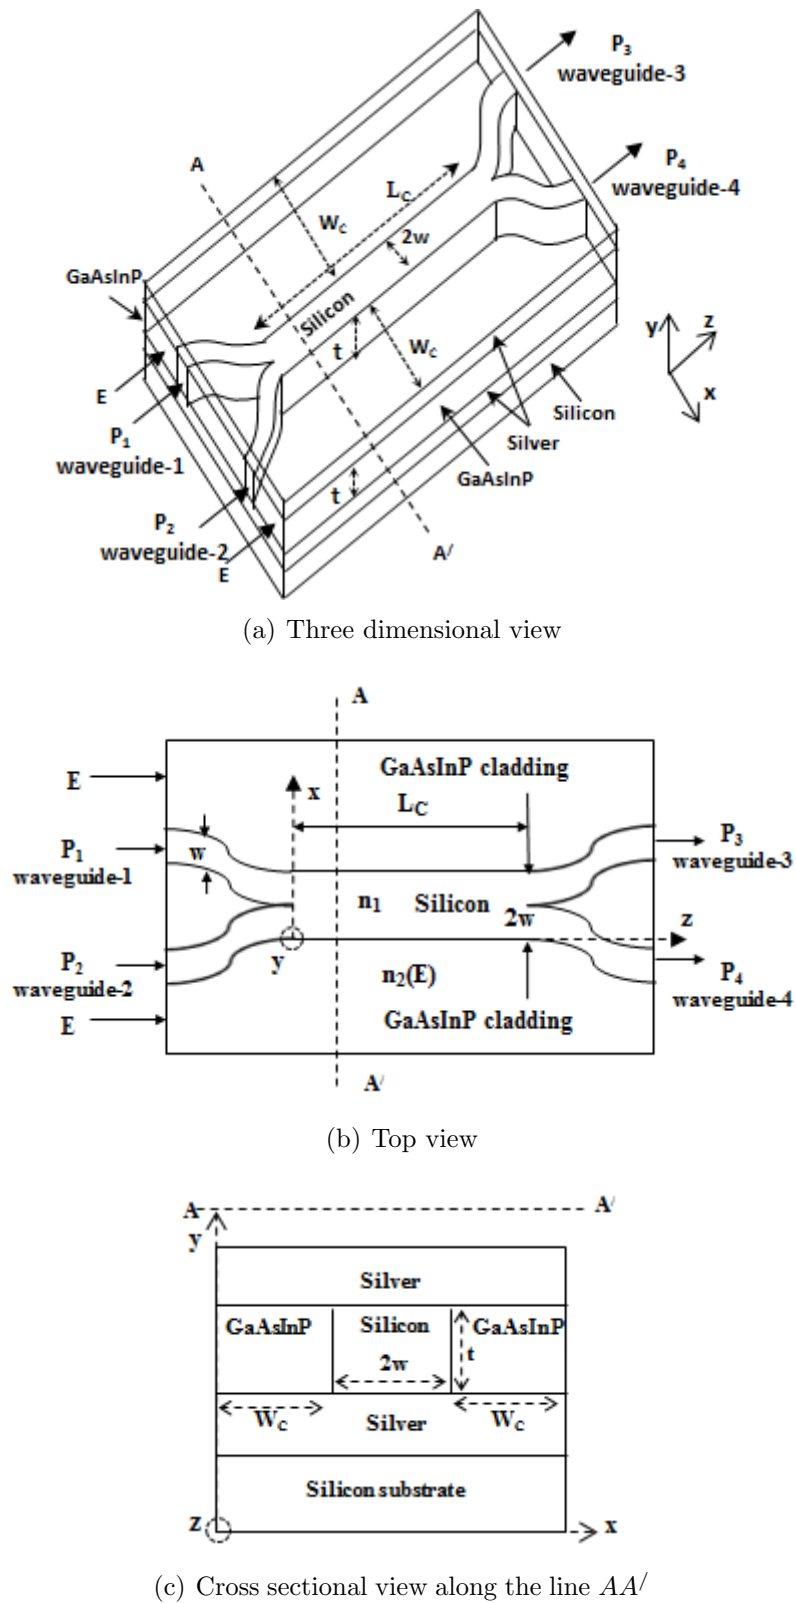 P3
waveguide-3
A
P4
waveguide-4
LC
WC
2w
GaAsInP
Silicon
y
z
t
WC
x
E
Silicon
P1
waveguide-1
Silver
GaAsInP
t
P2
waveguide-2
E
A/
(a) Three dimensional view
A
E
GaAsInP cladding
x
LC
P1
waveguide-1
w
P3
waveguide-3
n1
Silicon
2w
z
P2
waveguide-2
y
n2(E)
P4
waveguide-4
E
GaAsInP cladding
A/
(b) Top view
A
A/
y
Silver
GaAsInP
Silicon
GaAsInP
2w
t
WC
Silver
WC
Silicon substrate
z
x
(c) Cross sectional view along the line AA/